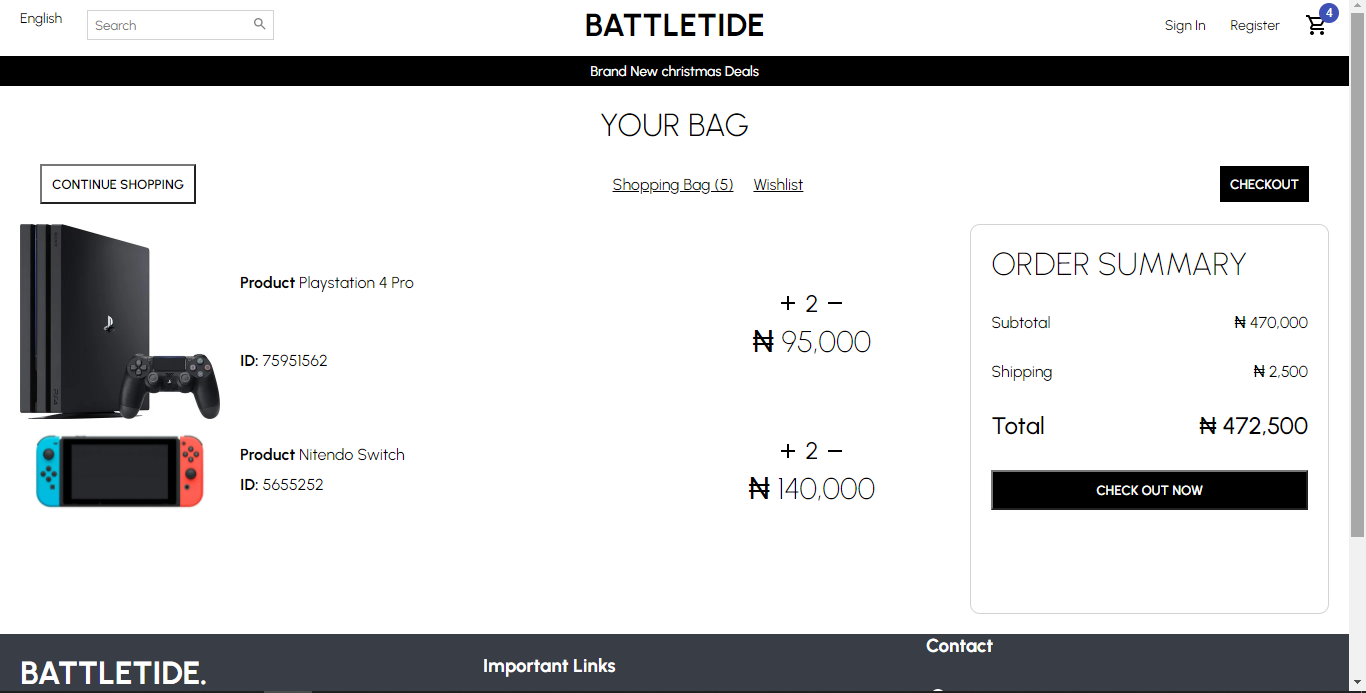 English
Search
BATTLETIDE
Sign In
Register
4
Brand New christmas Deals
YOUR BAG
CONTINUE SHOPPING
Shopping Bag (5)
Wishlist
CHECKOUT
Product Playstation 4 Pro
ID: 75951562
+ 2 −
₦ 95,000
Product Nitendo Switch
ID: 5655252
+ 2 −
₦ 140,000
ORDER SUMMARY
Subtotal ₦ 470,000
Shipping ₦ 2,500
Total ₦ 472,500
CHECK OUT NOW
BATTLETIDE.
Important Links
Contact